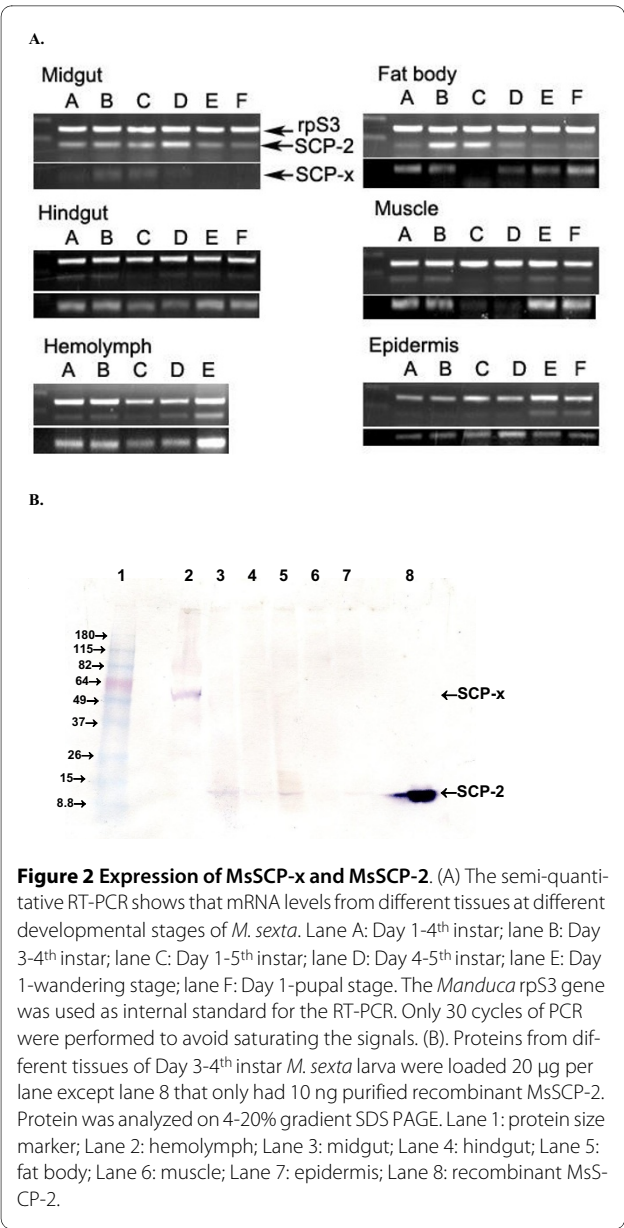 A.
Midgut
A B C D E F
rpS3
SCP-2
SCP-x
Fat body
A B C D E F
Hindgut
A B C D E F
Muscle
A B C D E F
Hemolymph
A B C D E
Epidermis
A B C D E F
B.
1 2 3 4 5 6 7 8
180→
115→
82→
64→
49→
37→
26→
15→
8.8→
←SCP-x
←SCP-2
Figure 2 Expression of MsSCP-x and MsSCP-2. (A) The semi-quanti-
tative RT-PCR shows that mRNA levels from different tissues at different
developmental stages of M. sexta. Lane A: Day 1-4th instar; lane B: Day
3-4th instar; lane C: Day 1-5th instar; lane D: Day 4-5th instar; lane E: Day
1-wandering stage; lane F: Day 1-pupal stage. The Manduca rpS3 gene
was used as internal standard for the RT-PCR. Only 30 cycles of PCR
were performed to avoid saturating the signals. (B). Proteins from dif-
ferent tissues of Day 3-4th instar M. sexta larva were loaded 20 μg per
lane except lane 8 that only had 10 ng purified recombinant MsSCP-2.
Protein was analyzed on 4-20% gradient SDS PAGE. Lane 1: protein size
marker; Lane 2: hemolymph; Lane 3: midgut; Lane 4: hindgut; Lane 5:
fat body; Lane 6: muscle; Lane 7: epidermis; Lane 8: recombinant MsS-
CP-2.